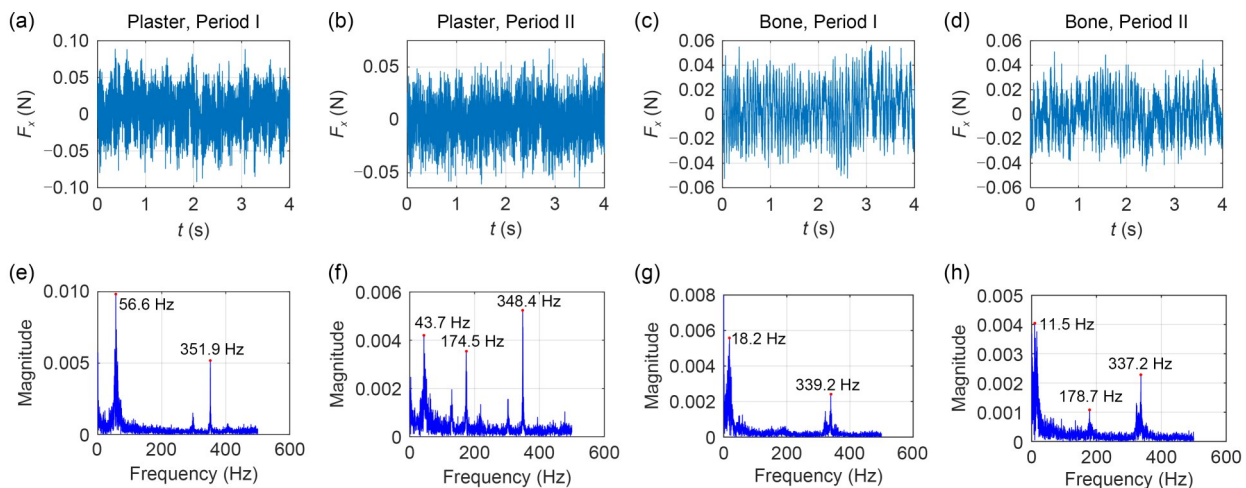 (a) Plaster, Period I
0.10
0.05
0
−0.05
−0.10
Fx (N)
0 1 2 3 4
t (s)
(b) Plaster, Period II
0.05
0
−0.05
Fx (N)
0 1 2 3 4
t (s)
(c) Bone, Period I
0.06
0.04
0.02
0
−0.02
−0.04
0.06
Fx (N)
0 1 2 3 4
t (s)
(d) Bone, Period II
0.06
0.04
0.02
0
−0.02
−0.04
0.06
Fx (N)
0 1 2 3 4
t (s)
(e)
0.010
0.005
0
Magnitude
56.6 Hz
351.9 Hz
0 200 400 600
Frequency (Hz)
(f)
0.006
0.004
0.002
0
Magnitude
43.7 Hz
174.5 Hz
348.4 Hz
0 200 400 600
Frequency (Hz)
(g)
0.008
0.006
0.004
0.002
0
Magnitude
18.2 Hz
339.2 Hz
0 200 400 600
Frequency (Hz)
(h)
0.005
0.004
0.003
0.002
0.001
0
Magnitude
11.5 Hz
178.7 Hz
337.2 Hz
0 200 400 600
Frequency (Hz)